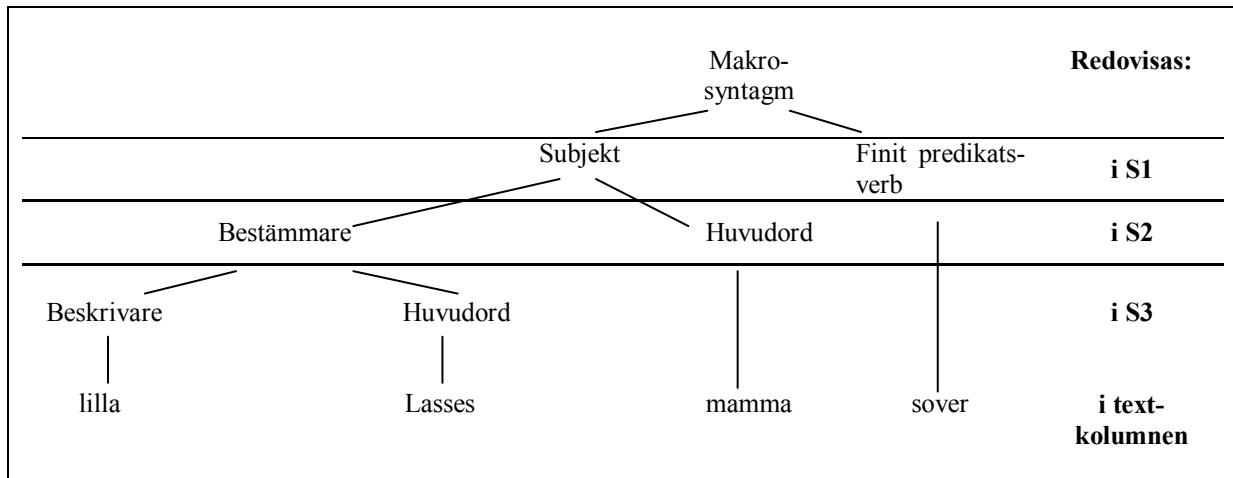 Makro-
syntagm
Redovisas:
Subjekt
Finit predikats-
verb
i S1
Bestämmare
Huvudord
i S2
Beskrivare
Huvudord
i S3
lilla
Lasses
mamma
sover
i text-
kolumnen